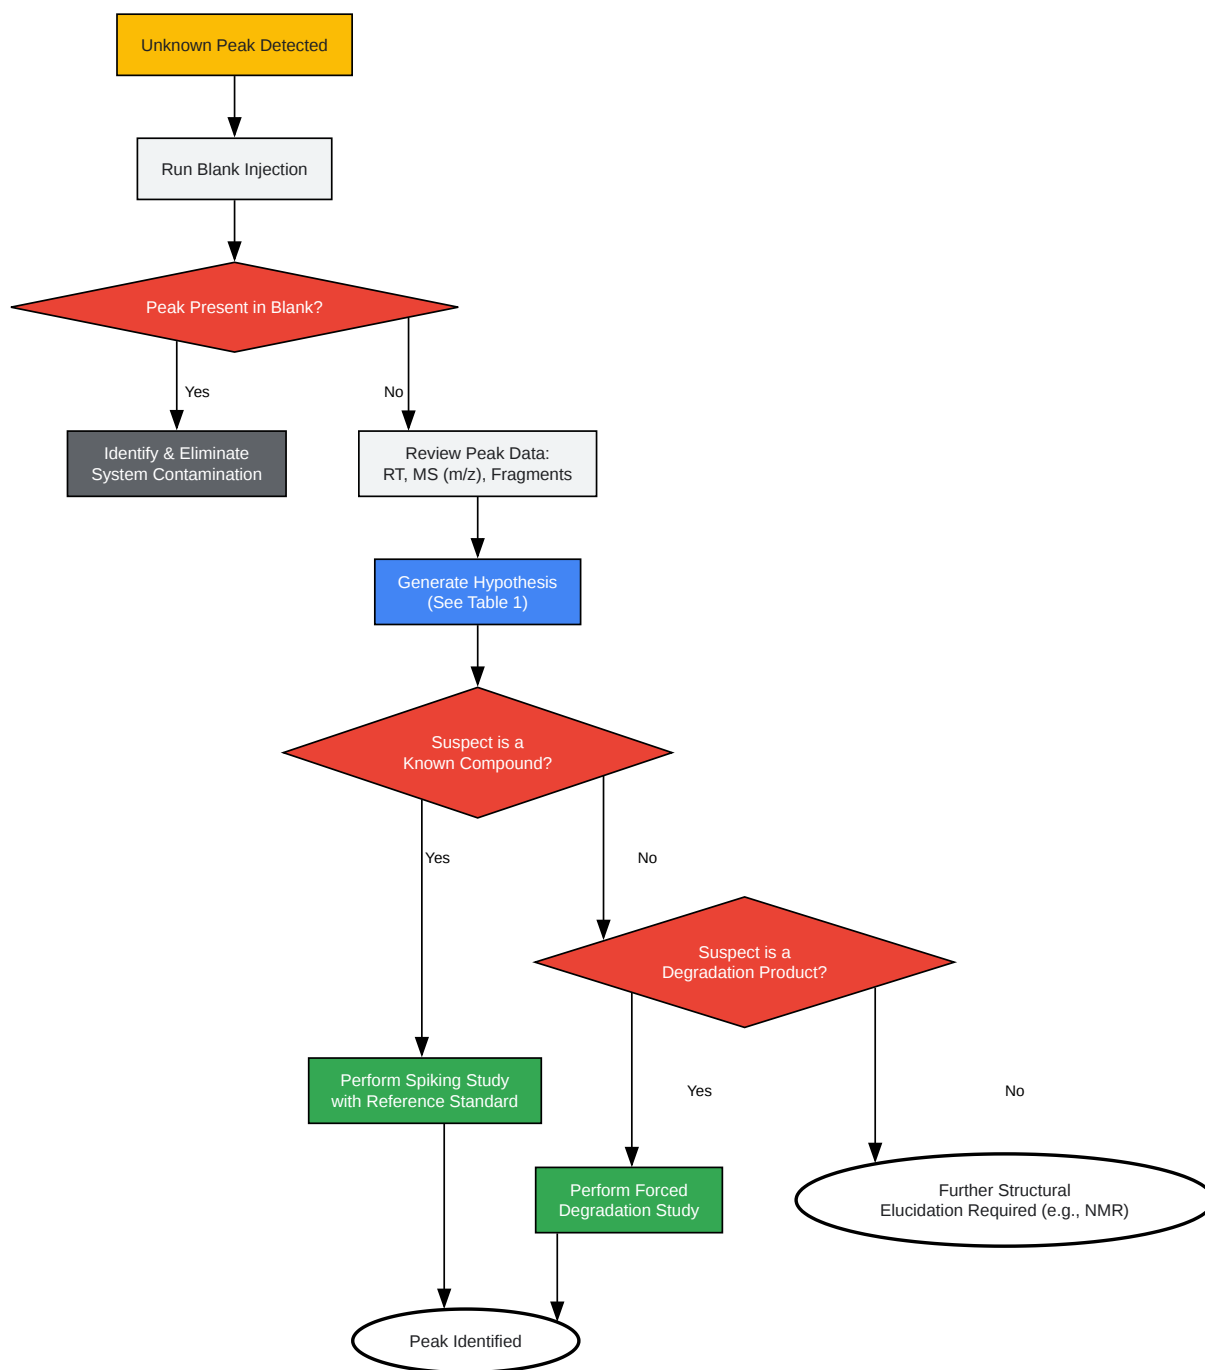 Unknown Peak Detected
Run Blank Injection
Peak Present in Blank?
Yes
No
Identify & Eliminate
System Contamination
Review Peak Data:
RT, MS (m/z), Fragments
Generate Hypothesis
(See Table 1)
Suspect is a
Known Compound?
Yes
No
Suspect is a
Degradation Product?
Perform Spiking Study
with Reference Standard
Yes
No
Perform Forced
Degradation Study
Further Structural
Elucidation Required (e.g., NMR)
Peak Identified